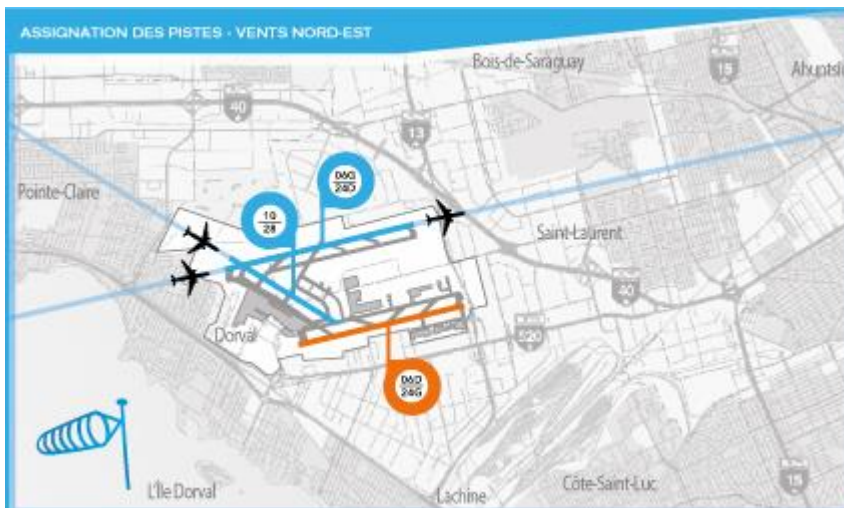 ASSIGNATION DES PISTES - VENTS NORD-EST
Bois-de-Saraguay
15
Ahuntsic
40
13
Pointe-Claire
06G
24D
10
28
Saint-Laurent
40
Dorval
520
06D
24G
L'Île Dorval
Lachine
Côte-Saint-Luc
15